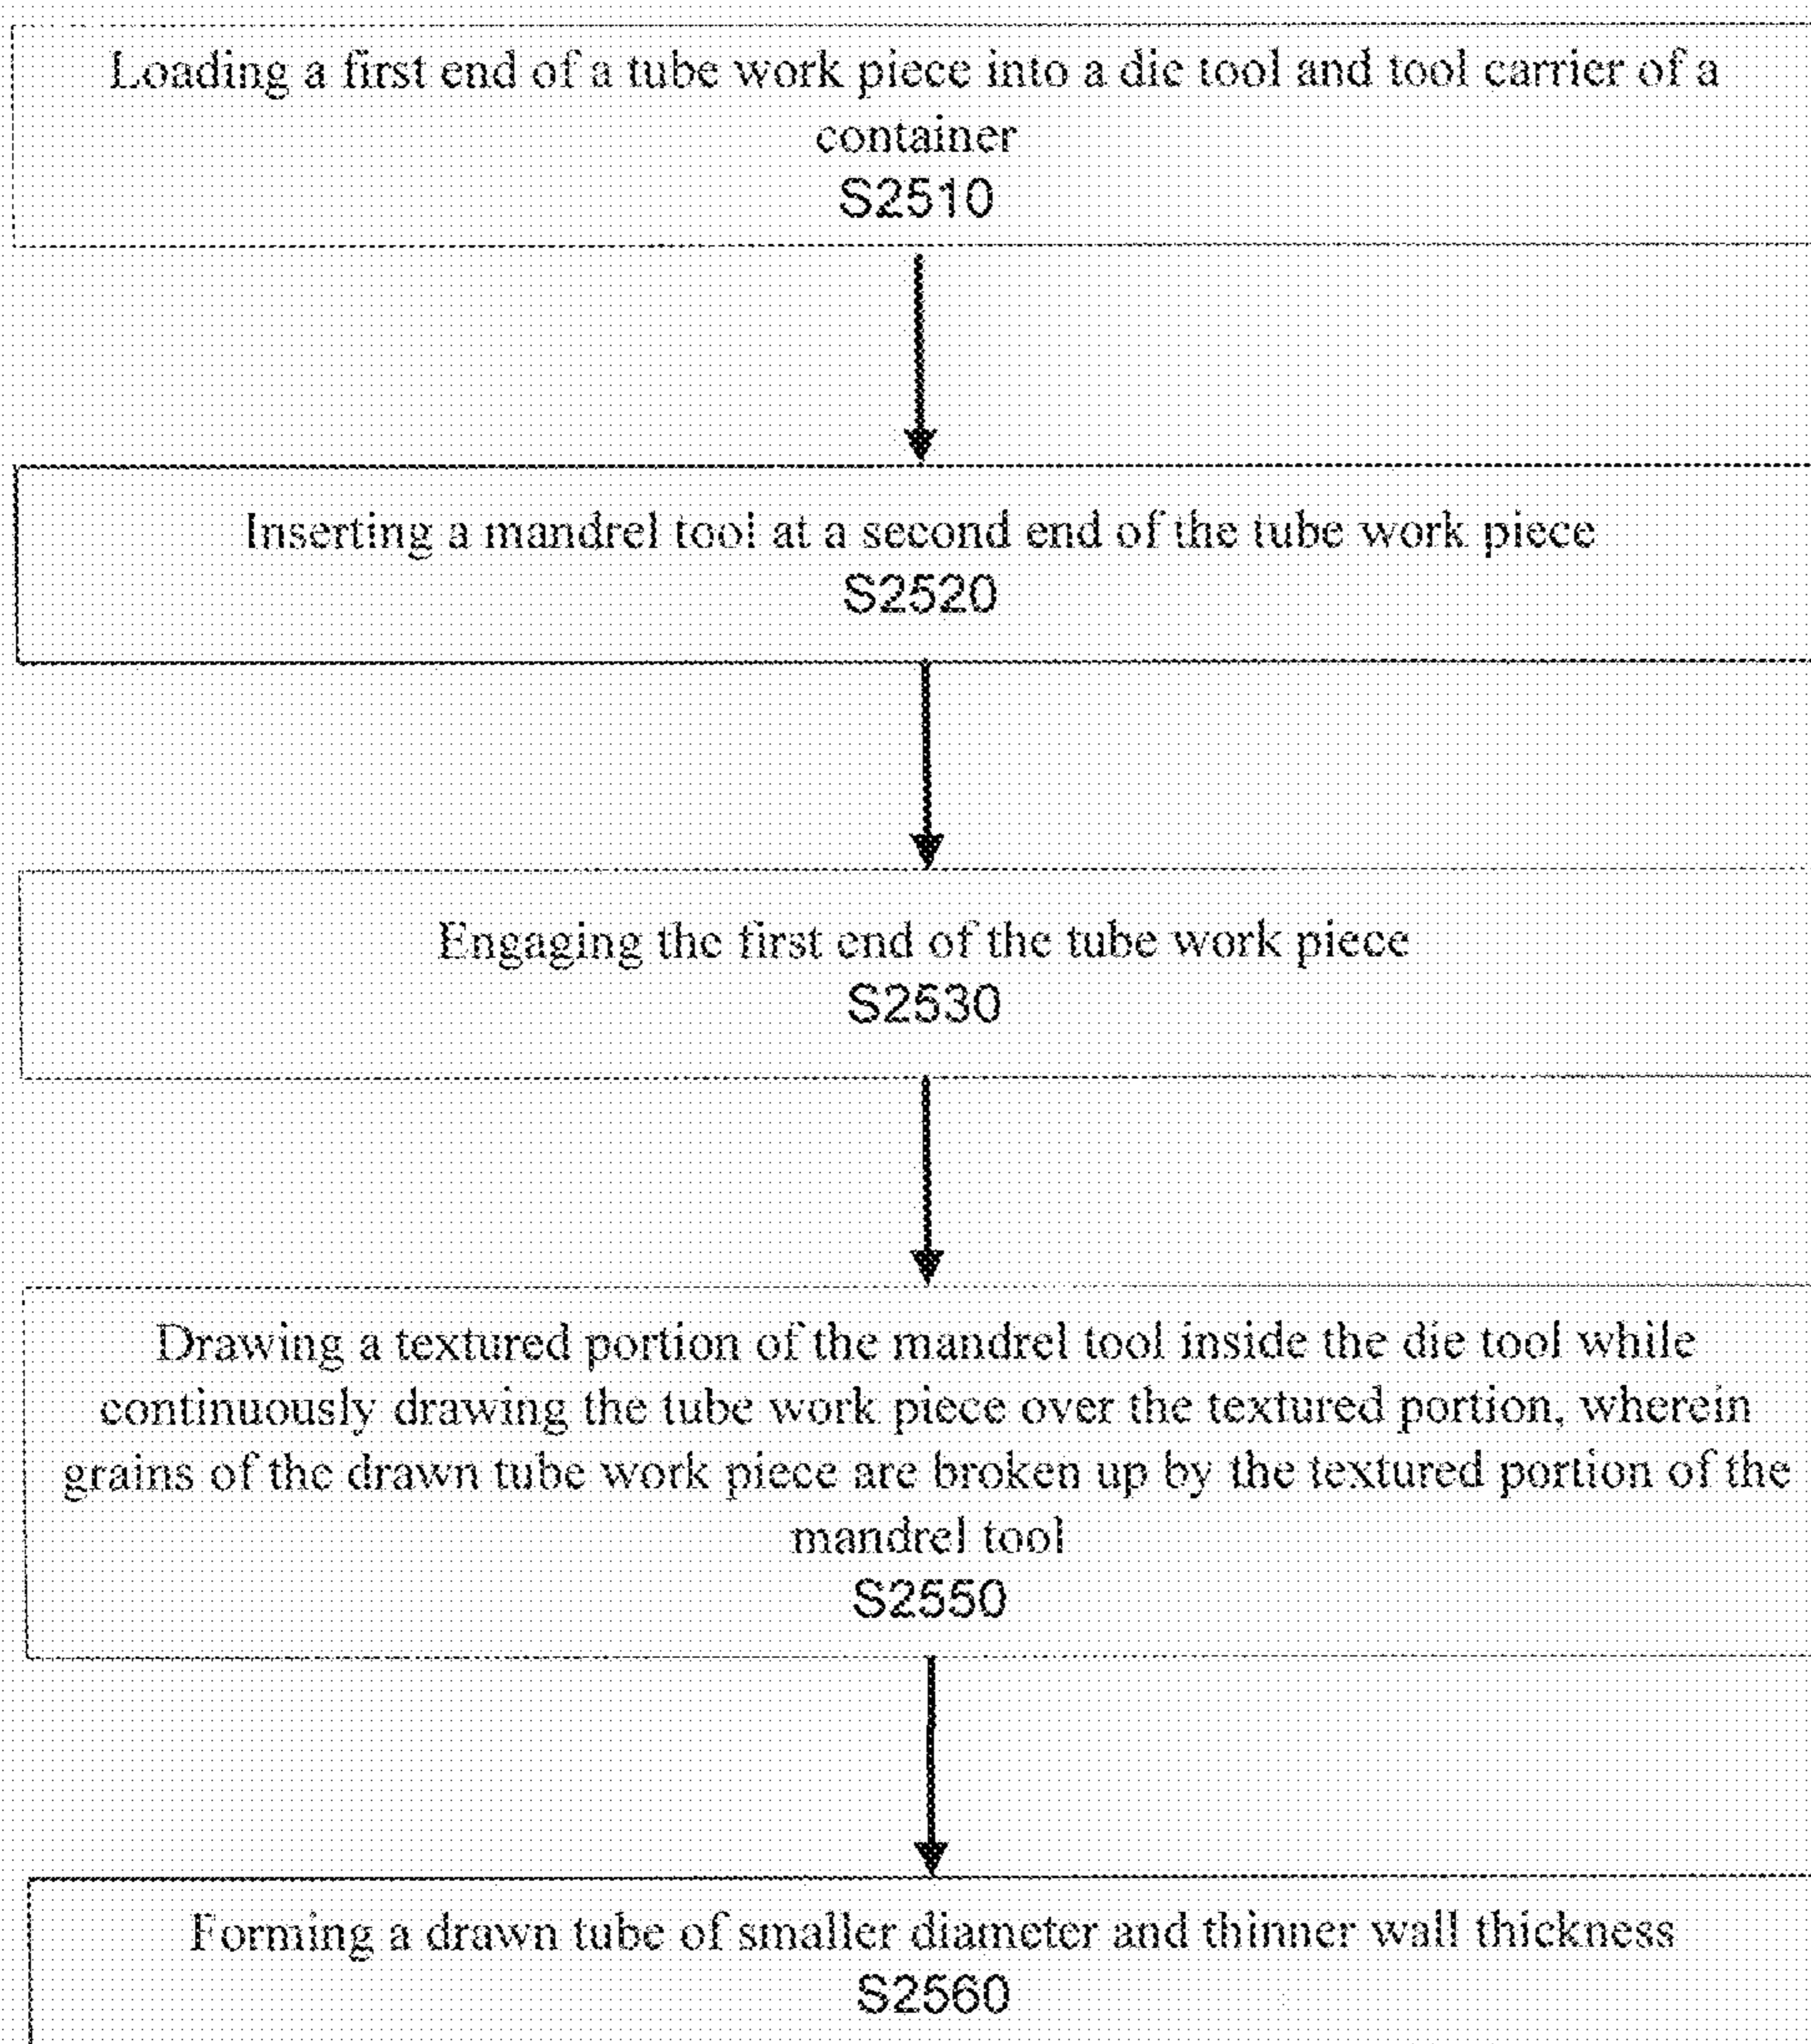 Loading a first end of a tube work piece into a die tool and tool carrier of a
container
S2510
Inserting a mandrel tool at a second end of the tube work piece
S2520
Engaging the first end of the tube work piece
S2530
Drawing a textured portion of the mandrel tool inside the die tool while
continuously drawing the tube work piece over the textured portion, wherein
grains of the drawn tube work piece are broken up by the textured portion of the
mandrel tool
S2550
Forming a drawn tube of smaller diameter and thinner wall thickness
S2560